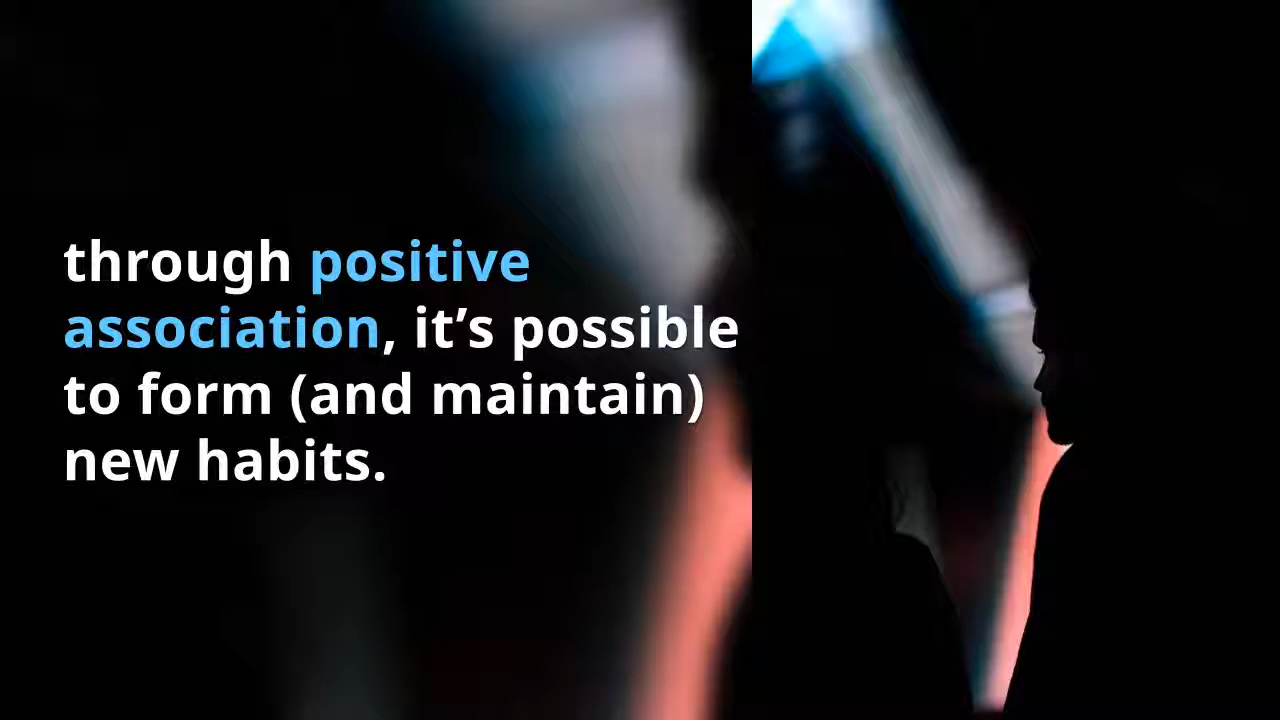 through positive
association, it’s possible
to form (and maintain)
new habits.